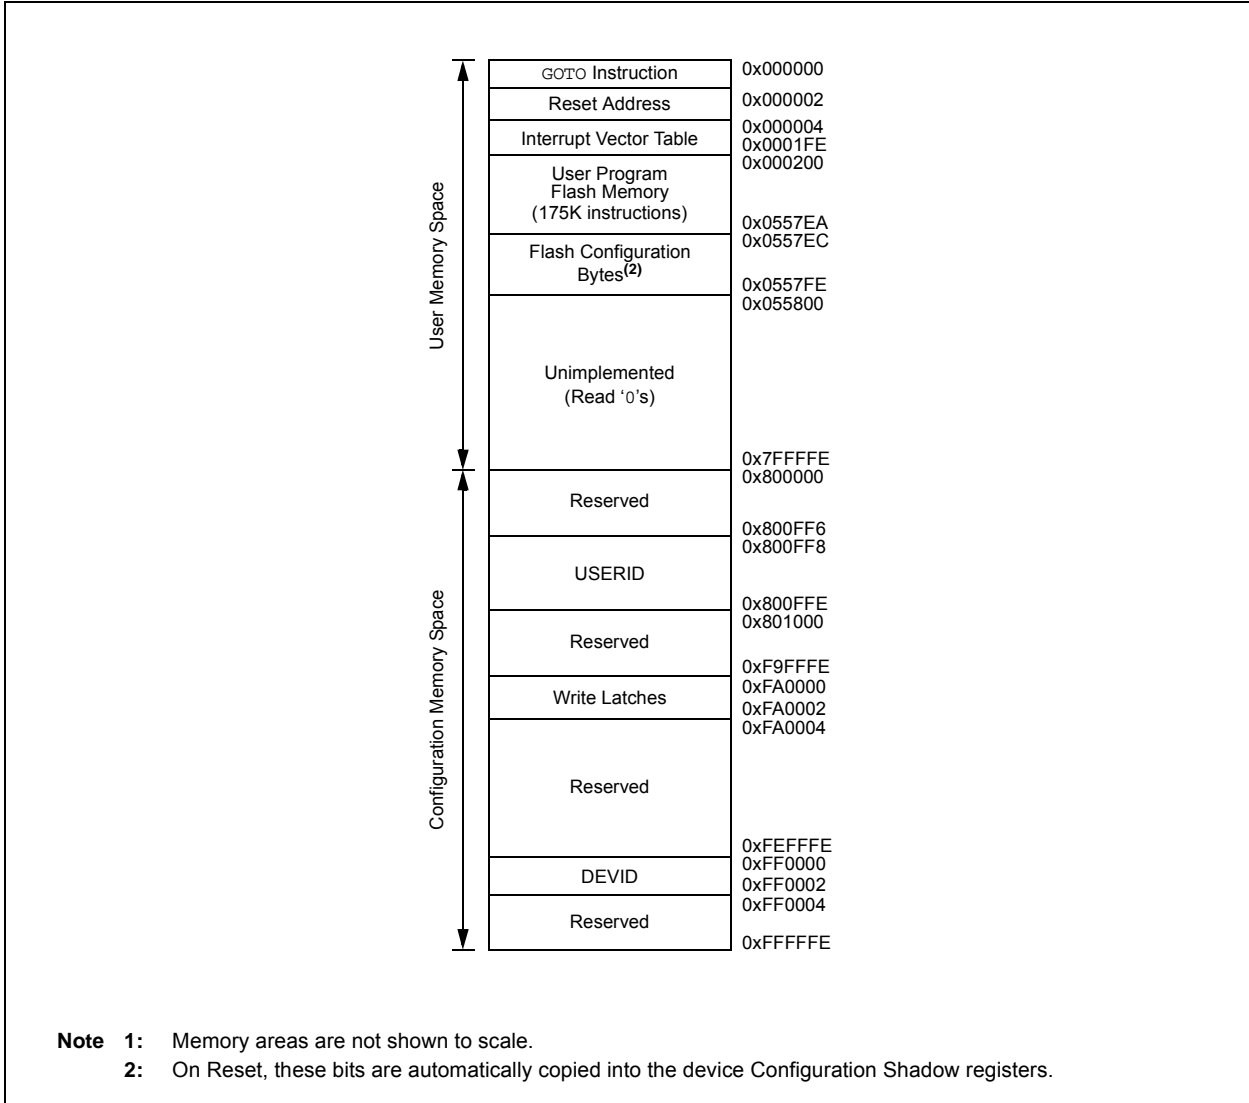 GOTO Instruction 0x000000
Reset Address 0x000002
0x000004
Interrupt Vector Table
0x0001FE
0x000200
User Program
Flash Memory
(175K instructions)
0x0557EA
0x0557EC
Flash Configuration
Bytes(2)
0x0557FE
0x055800
User Memory Space
Unimplemented
(Read ‘0’s)
0x7FFFFE
0x800000
Reserved
0x800FF6
0x800FF8
USERID
0x800FFE
0x801000
Reserved
0xF9FFFE
0xFA0000
Write Latches
0xFA0002
0xFA0004
Configuration Memory Space
Reserved
0xFEFFFE
0xFF0000
DEVID
0xFF0002
0xFF0004
Reserved
0xFFFFFE
Note 1: Memory areas are not shown to scale.
2: On Reset, these bits are automatically copied into the device Configuration Shadow registers.